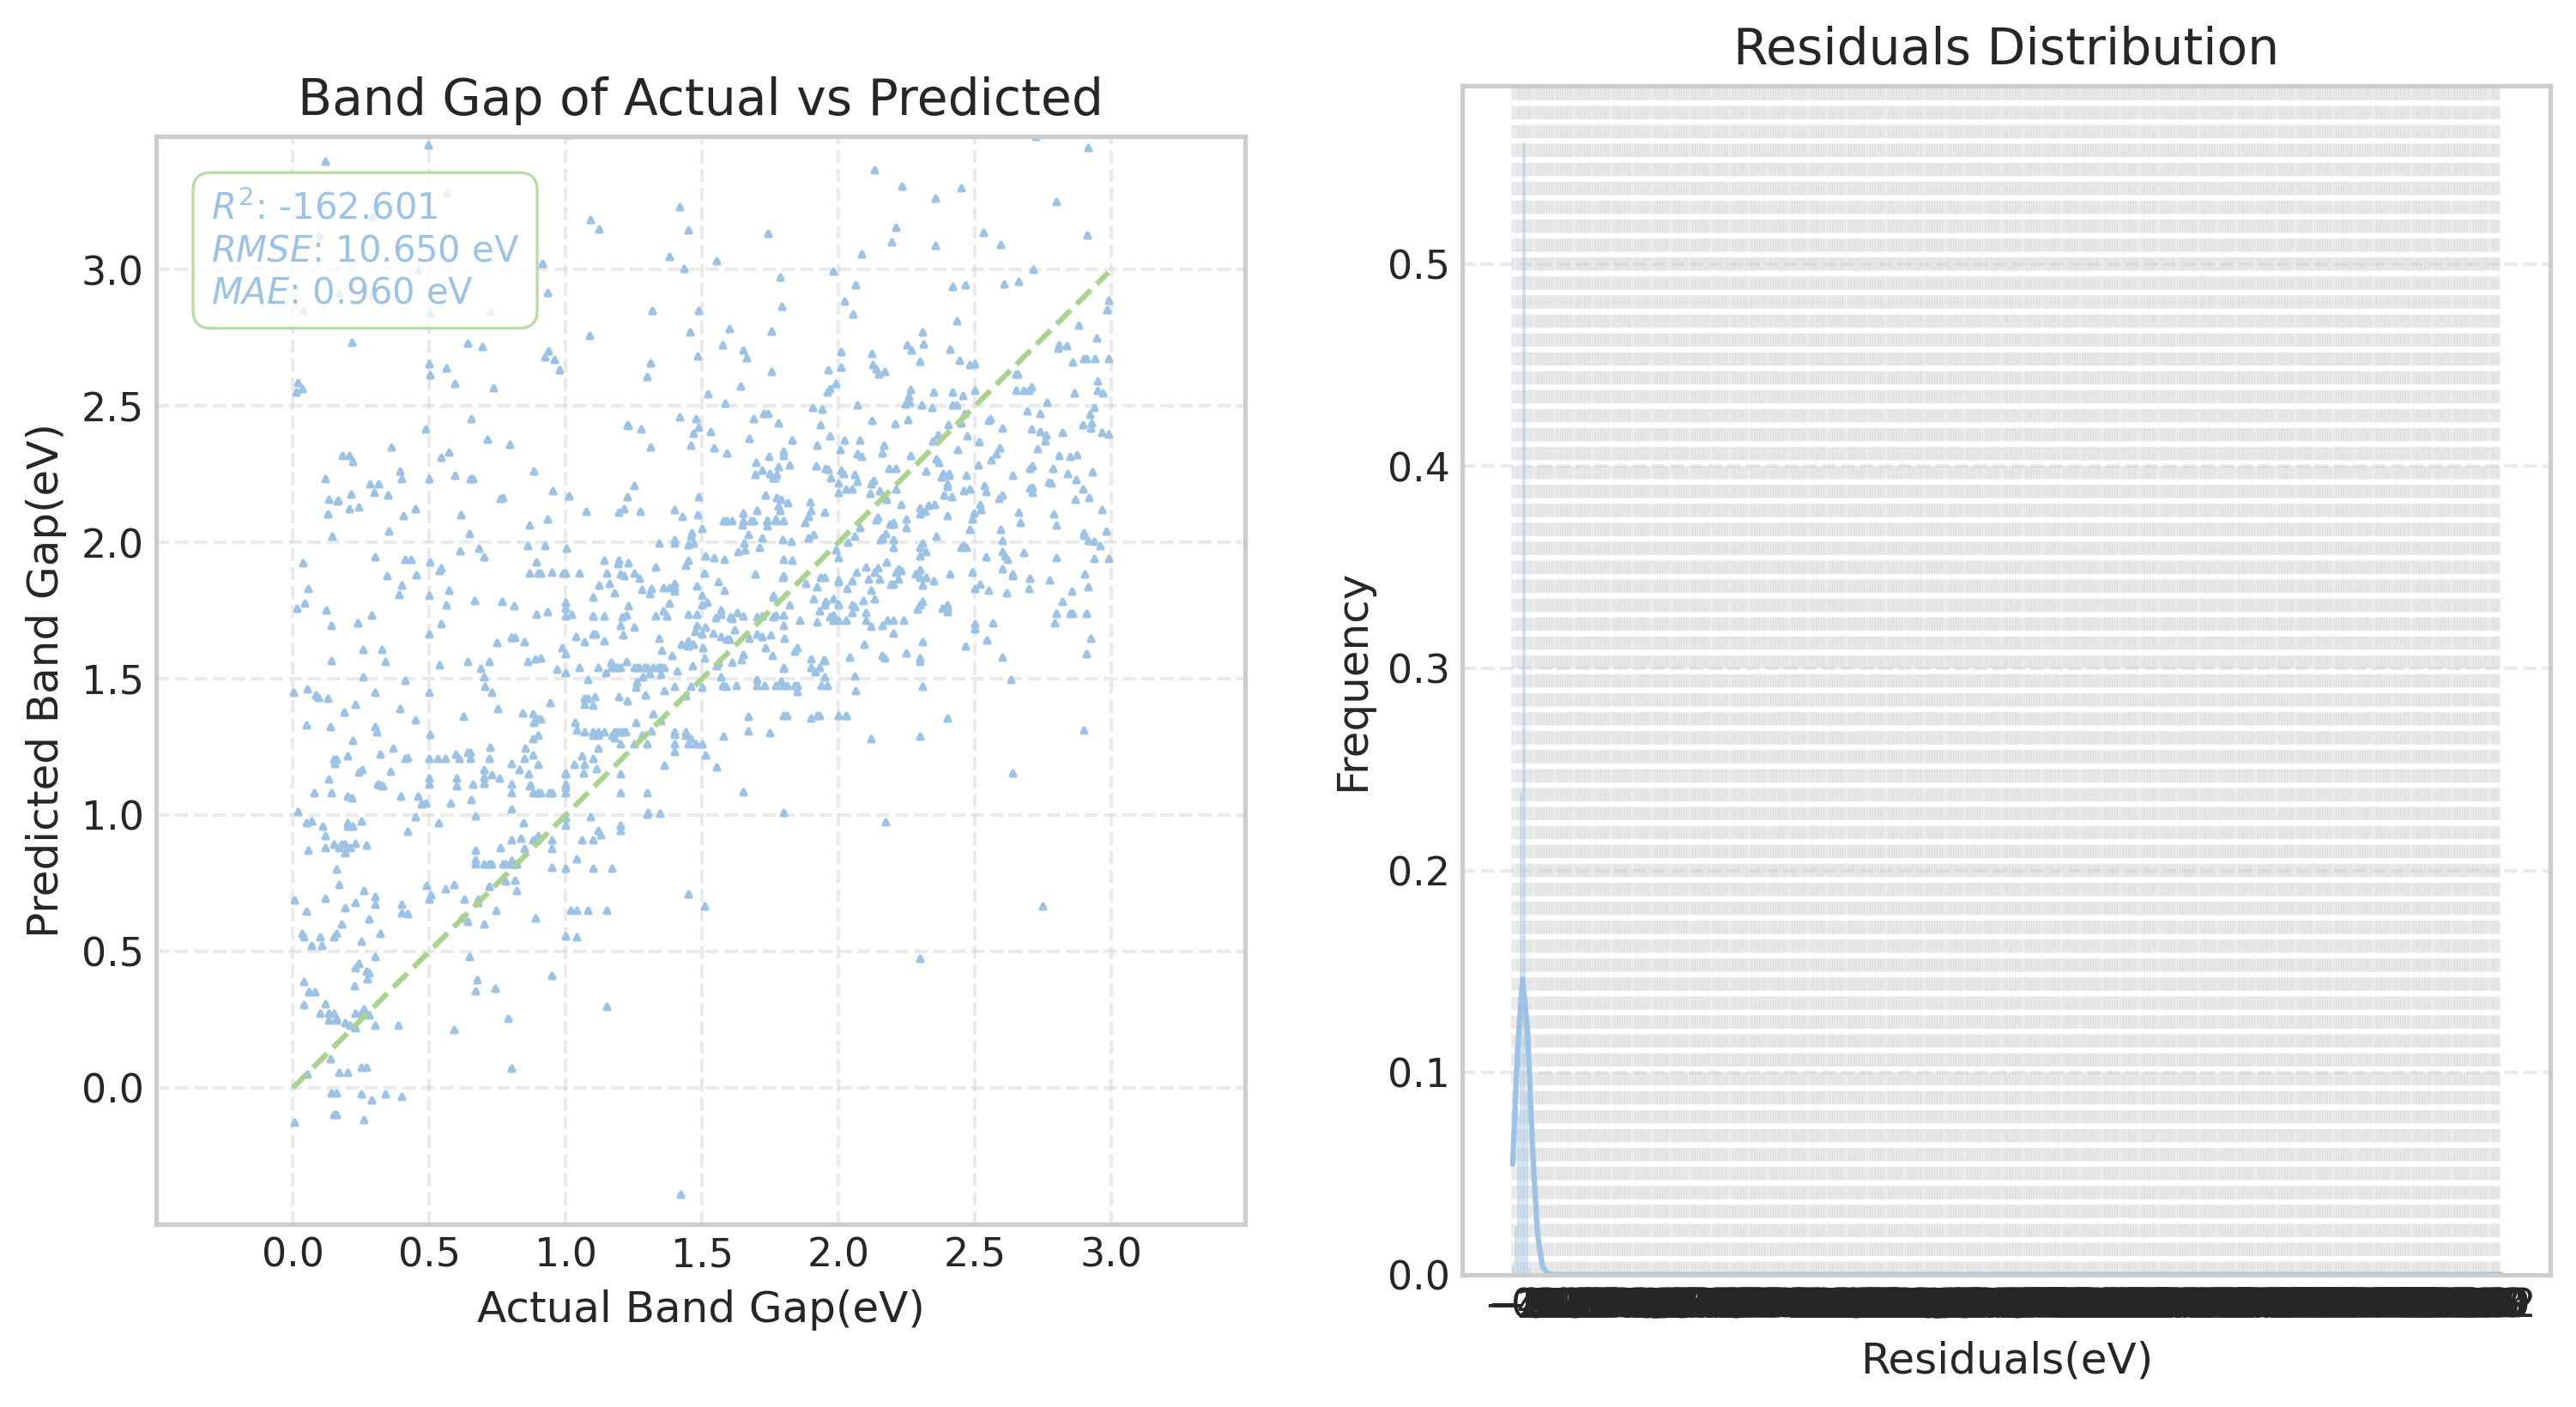 Band Gap of Actual vs Predicted
R²: -162.601
RMSE: 10.650 eV
MAE: 0.960 eV
Predicted Band Gap(eV)
3.0
2.5
2.0
1.5
1.0
0.5
0.0
0.0 0.5 1.0 1.5 2.0 2.5 3.0
Actual Band Gap(eV)
Residuals Distribution
Frequency
0.5
0.4
0.3
0.2
0.1
0.0
Residuals(eV)